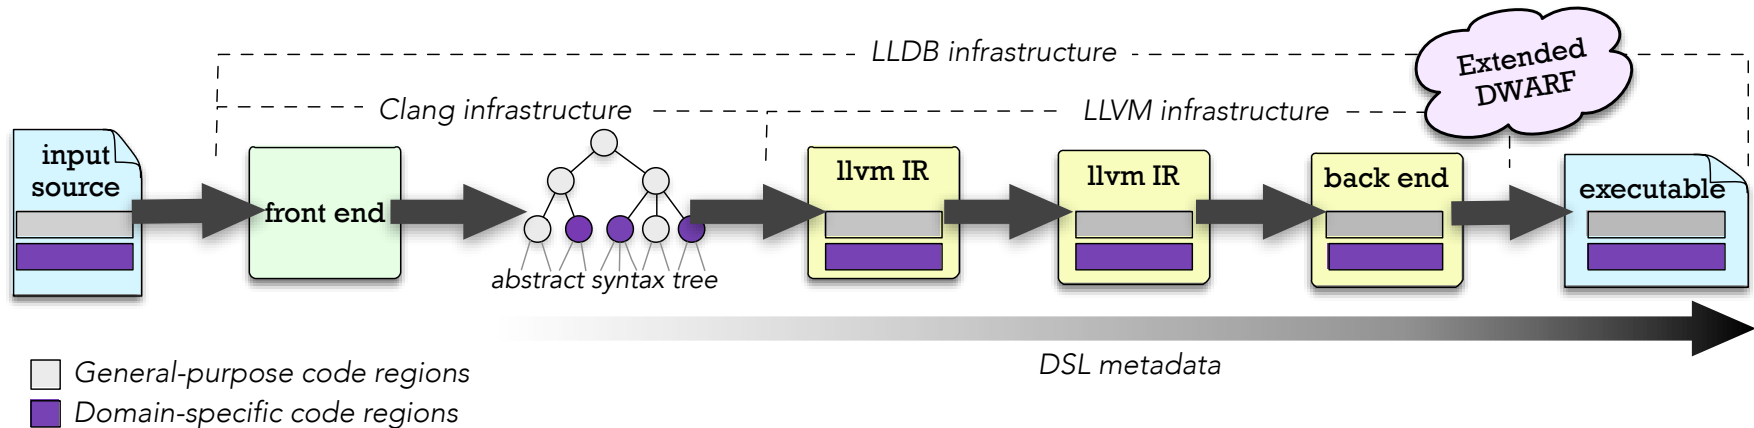 LLDB infrastructure
Extended
DWARF
Clang infrastructure
LLVM infrastructure
input
source
front end
abstract syntax tree
llvm IR
llvm IR
back end
executable
DSL metadata
General-purpose code regions
Domain-specific code regions